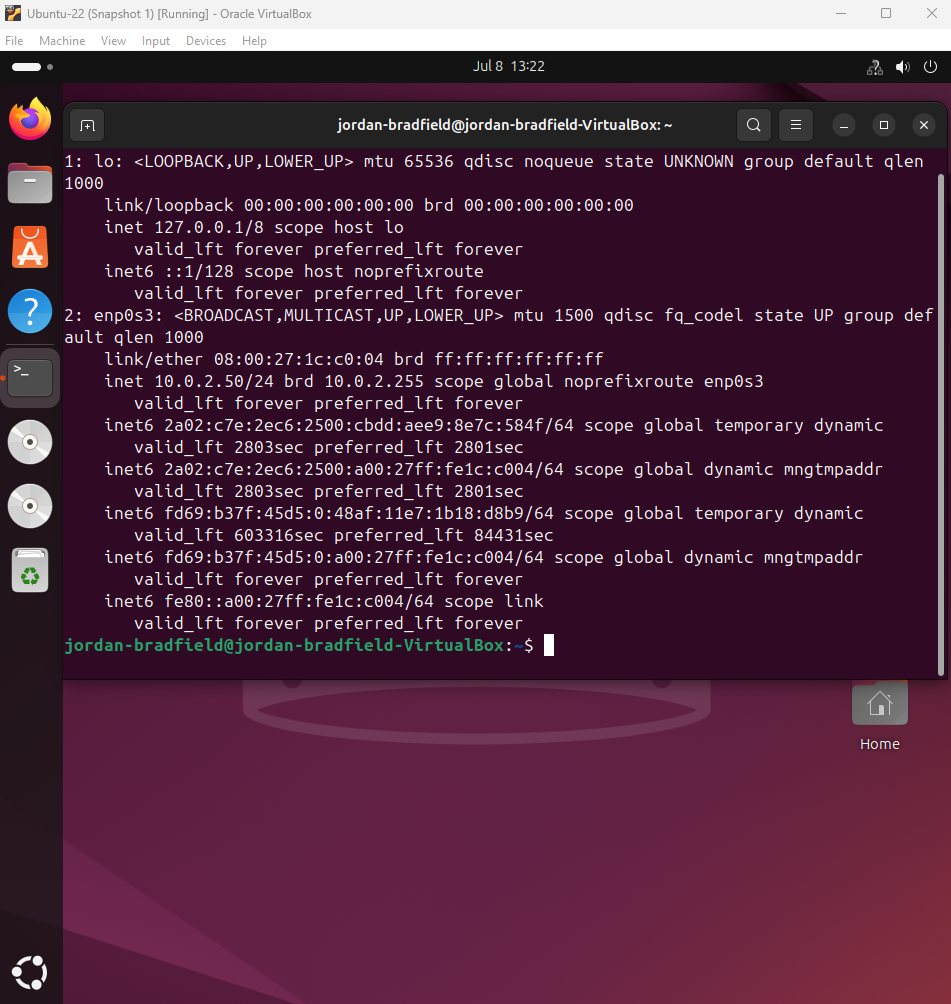 Ubuntu-22 (Snapshot 1) [Running] - Oracle VirtualBox
File Machine View Input Devices Help
Jul 8 13:22
jordan-bradfield@jordan-bradfield-VirtualBox: ~
1: lo: <LOOPBACK,UP,LOWER_UP> mtu 65536 qdisc noqueue state UNKNOWN group default qlen
1000
    link/loopback 00:00:00:00:00:00 brd 00:00:00:00:00:00
    inet 127.0.0.1/8 scope host lo
       valid_lft forever preferred_lft forever
    inet6 ::1/128 scope host noprefixroute
       valid_lft forever preferred_lft forever
2: enp0s3: <BROADCAST,MULTICAST,UP,LOWER_UP> mtu 1500 qdisc fq_codel state UP group def
ault qlen 1000
    link/ether 08:00:27:1c:c0:04 brd ff:ff:ff:ff:ff:ff
    inet 10.0.2.50/24 brd 10.0.2.255 scope global noprefixroute enp0s3
       valid_lft forever preferred_lft forever
    inet6 2a02:c7e:2ec6:2500:cbdd:aee9:8e7c:584f/64 scope global temporary dynamic
       valid_lft 2803sec preferred_lft 2801sec
    inet6 2a02:c7e:2ec6:2500:a00:27ff:fe1c:c004/64 scope global dynamic mngtmpaddr
       valid_lft 2803sec preferred_lft 2801sec
    inet6 fd69:b37f:45d5:0:48af:11e7:1b18:d8b9/64 scope global temporary dynamic
       valid_lft 603316sec preferred_lft 84431sec
    inet6 fd69:b37f:45d5:0:a00:27ff:fe1c:c004/64 scope global dynamic mngtmpaddr
       valid_lft forever preferred_lft forever
    inet6 fe80::a00:27ff:fe1c:c004/64 scope link
       valid_lft forever preferred_lft forever
jordan-bradfield@jordan-bradfield-VirtualBox:~$
Home